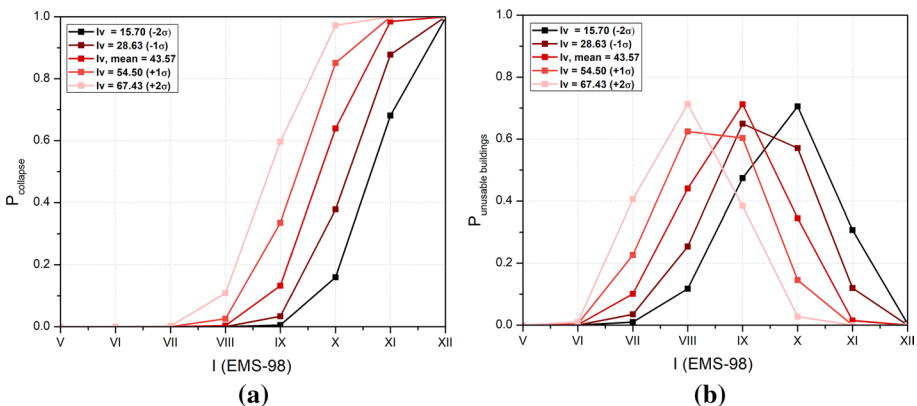 Iv = 15.70 (-2σ)
Iv = 28.63 (-1σ)
Iv, mean = 43.57
Iv = 54.50 (+1σ)
Iv = 67.43 (+2σ)
1.0
0.8
0.6
0.4
0.2
0.0
Pcollapse
V VI VII VIII IX X XI XII
I (EMS-98)
(a)
Iv = 15.70 (-2σ)
Iv = 28.63 (-1σ)
Iv, mean = 43.57
Iv = 54.50 (+1σ)
Iv = 67.43 (+2σ)
1.0
0.8
0.6
0.4
0.2
0.0
Punusable buildings
V VI VII VIII IX X XI XII
I (EMS-98)
(b)